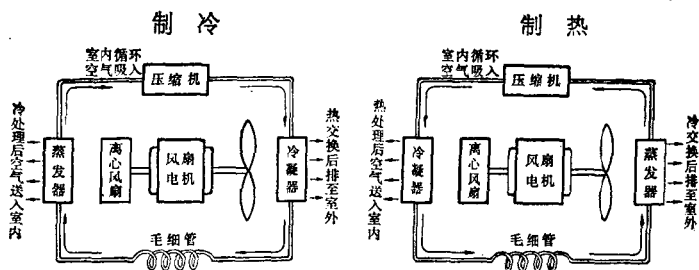 制冷
室内循环
空气吸入
压缩机
冷处理后空气送入室内
蒸发器
离心风扇
风扇
电机
冷凝器
热交换后排至室外
毛细管
制热
室内循环
空气吸入
压缩机
热处理后空气送入室内
冷凝器
离心风扇
风扇
电机
蒸发器
冷交换后排至室外
毛细管